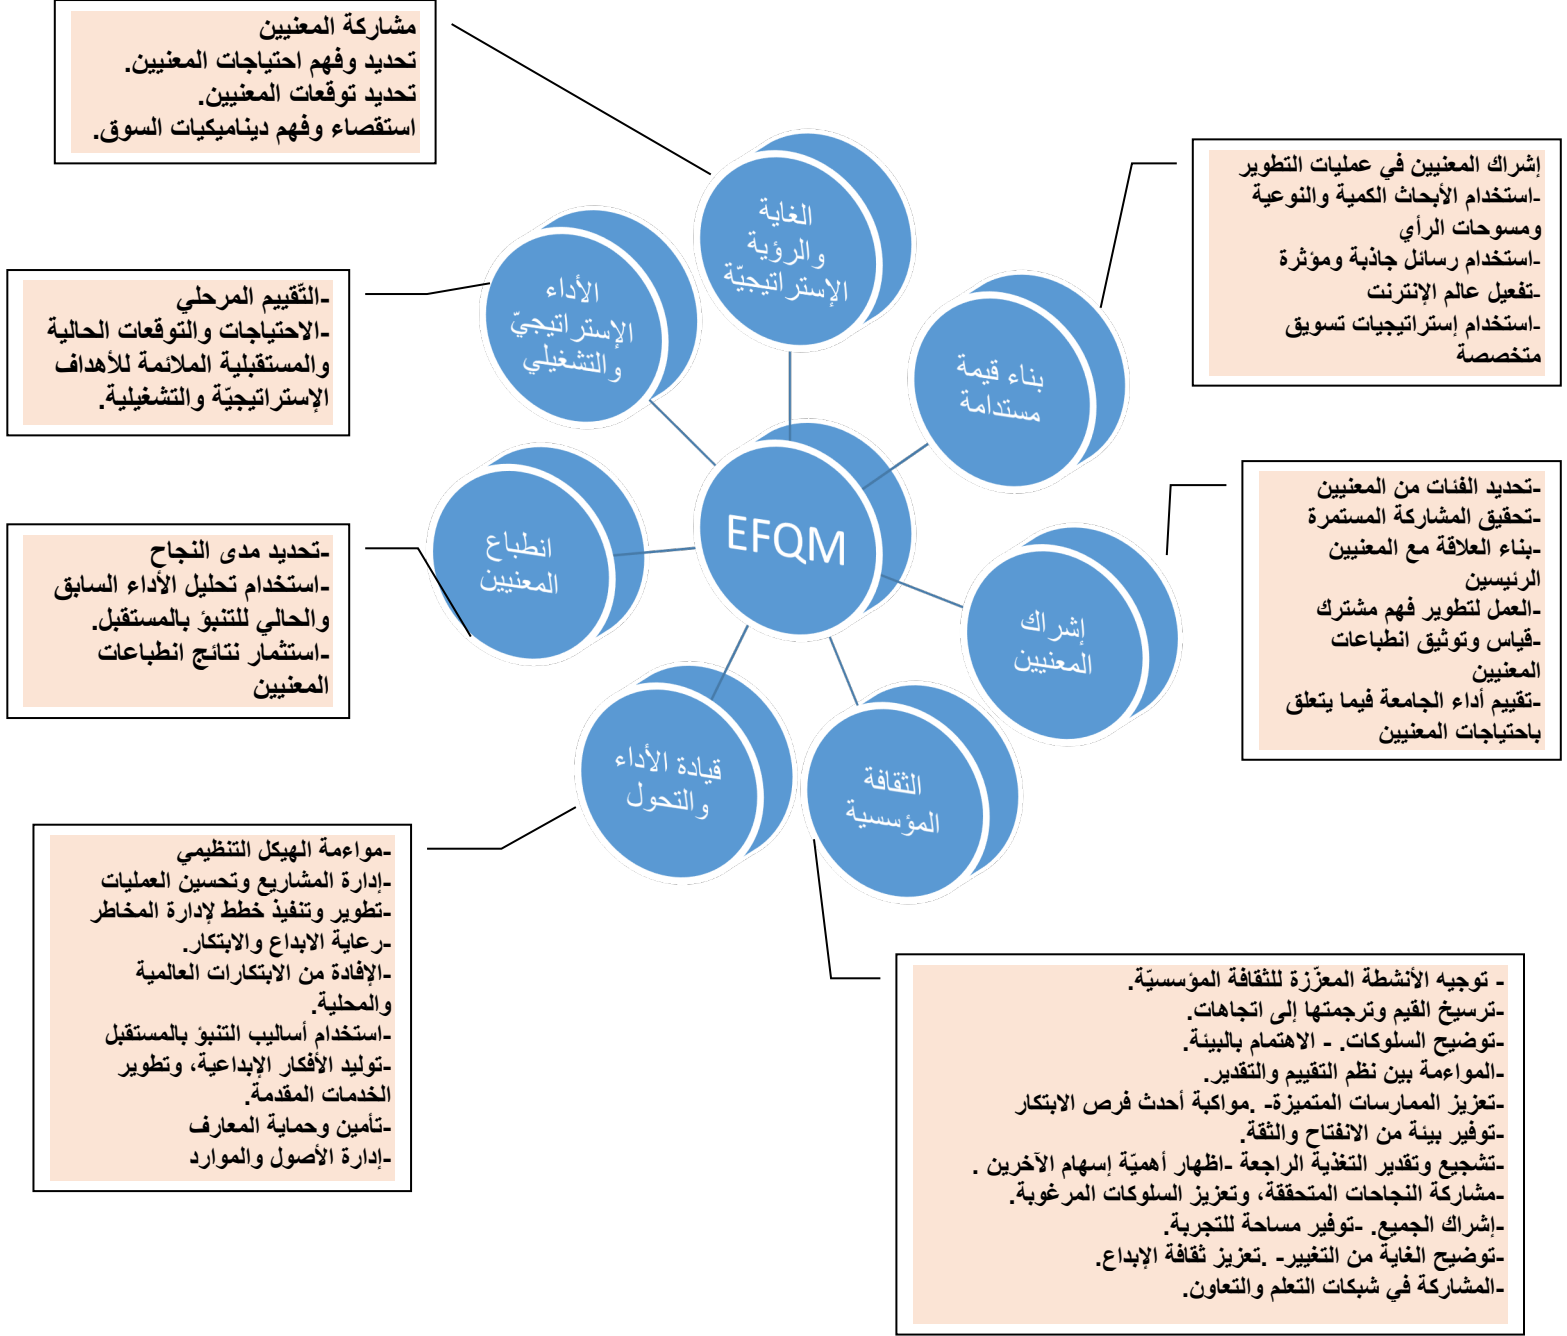 مشاركة المعنيين
تحديد وفهم احتياجات المعنيين.
تحديد توقعات المعنيين.
استقصاء وفهم ديناميكيات السوق.
إشراك المعنيين في عمليات التطوير
-استخدام الأبحاث الكمية والنوعية
ومسوحات الرأي
-استخدام رسائل جاذبة ومؤثرة
-تفعيل عالم الإنترنت
-استخدام إستراتيجيات تسويق
متخصصة
الغاية
والرؤية
الإستراتيجيّة
الأداء
الإستراتيجيّ
والتشغيلي
-التّقييم المرحلي
-الاحتياجات والتوقعات الحالية
والمستقبلية الملائمة للأهداف
الإستراتيجيّة والتشغيلية.
بناء قيمة
مستدامة
EFQM
-تحديد الفئات من المعنيين
-تحقيق المشاركة المستمرة
-بناء العلاقة مع المعنيين
الرئيسين
-العمل لتطوير فهم مشترك
-قياس وتوثيق انطباعات
المعنيين
-تقييم أداء الجامعة فيما يتعلق
باحتياجات المعنيين
انطباع
المعنيين
-تحديد مدى النجاح
-استخدام تحليل الأداء السابق
والحالي للتنبؤ بالمستقبل.
-استثمار نتائج انطباعات
المعنيين
إشراك
المعنيين
قيادة الأداء
والتحول
الثقافة
المؤسسية
-مواءمة الهيكل التنظيمي
-إدارة المشاريع وتحسين العمليات
-تطوير وتنفيذ خطط لإدارة المخاطر
-رعاية الابداع والابتكار.
-الإفادة من الابتكارات العالمية
والمحلية.
-استخدام أساليب التنبؤ بالمستقبل
-توليد الأفكار الإبداعية، وتطوير
الخدمات المقدمة.
-تأمين وحماية المعارف
-إدارة الأصول والموارد
- توجيه الأنشطة المعزّزة للثقافة المؤسسيّة.
-ترسيخ القيم وترجمتها إلى اتجاهات.
-توضيح السلوكات. - الاهتمام بالبيئة.
-المواءمة بين نظم التقييم والتقدير.
-تعزيز الممارسات المتميزة- .مواكبة أحدث فرص الابتكار
-توفير بيئة من الانفتاح والثقة.
-تشجيع وتقدير التغذية الراجعة -اظهار أهميّة إسهام الآخرين .
-مشاركة النجاحات المتحققة، وتعزيز السلوكات المرغوبة.
-إشراك الجميع. -توفير مساحة للتجربة.
-توضيح الغاية من التغيير- .تعزيز ثقافة الإبداع.
-المشاركة في شبكات التعلم والتعاون.